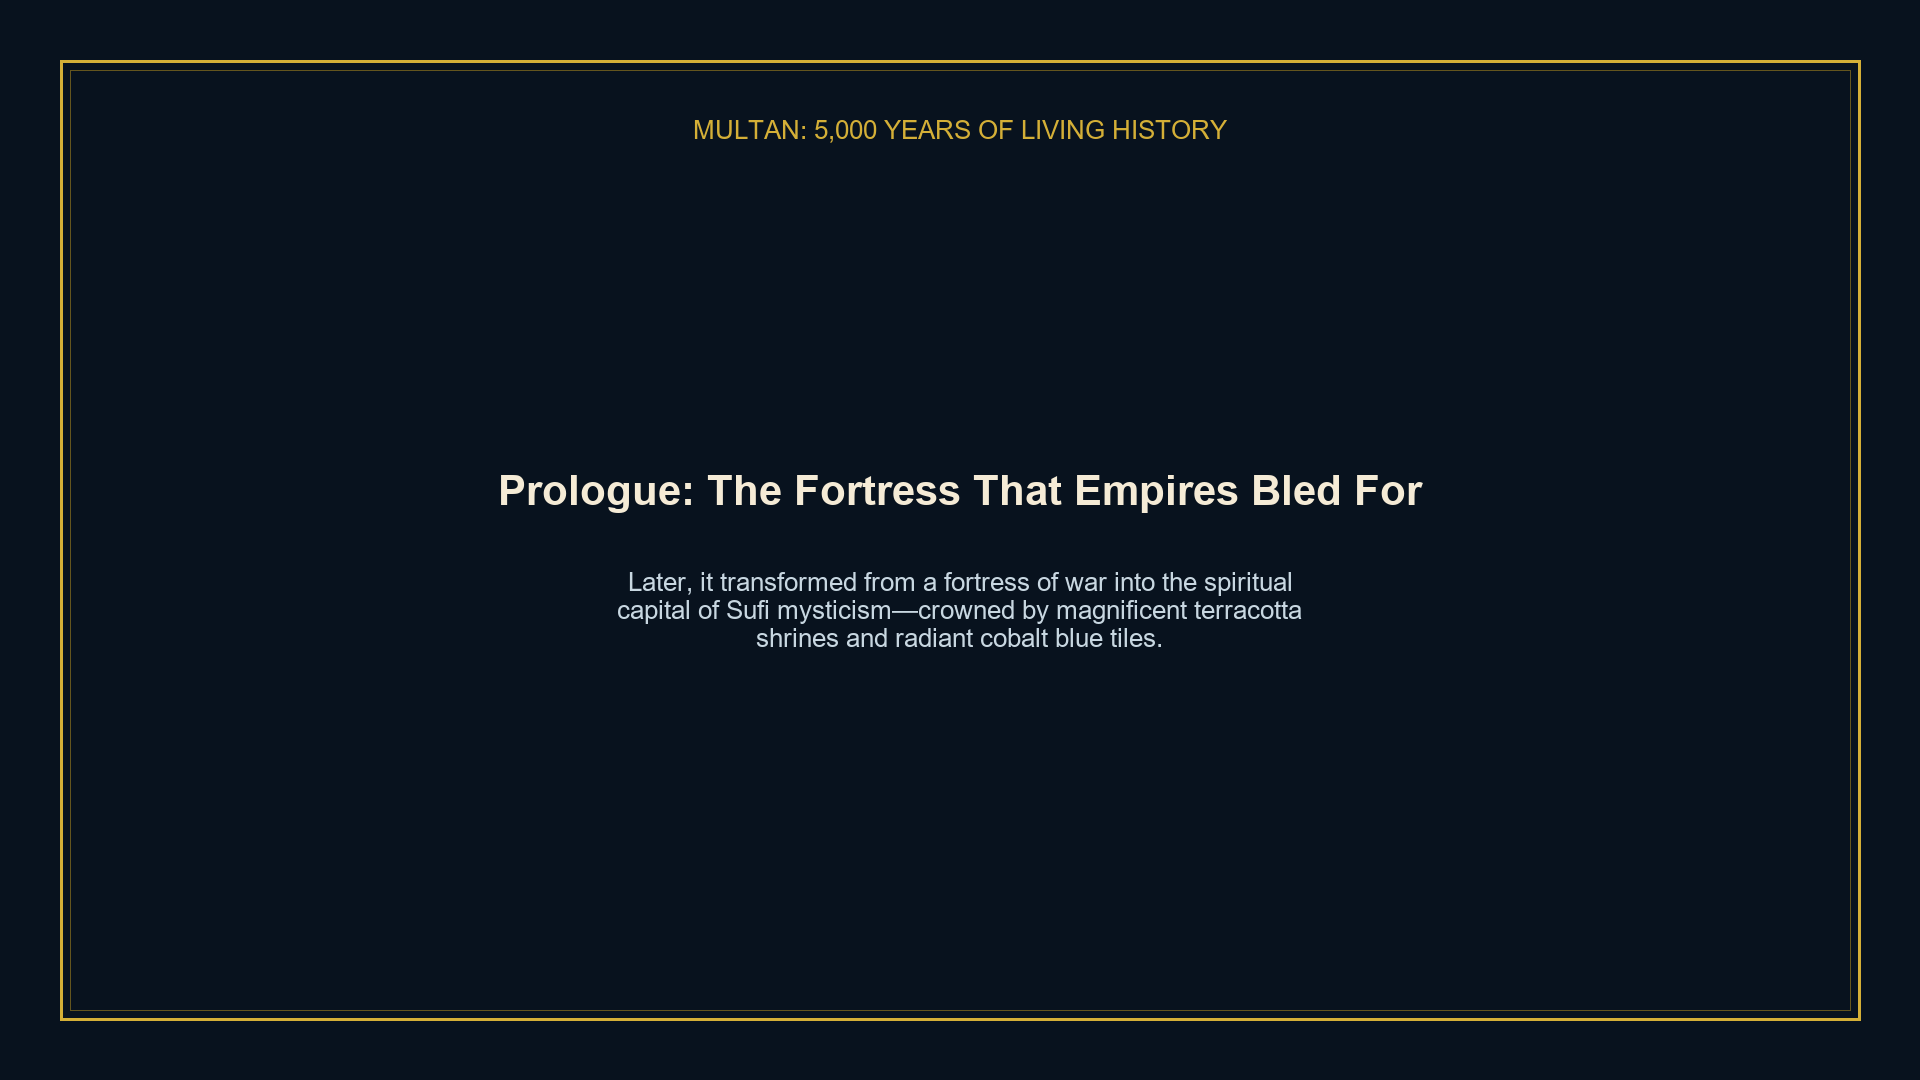 MULTAN: 5,000 YEARS OF LIVING HISTORY
Prologue: The Fortress That Empires Bled For
Later, it transformed from a fortress of war into the spiritual
capital of Sufi mysticism—crowned by magnificent terracotta
shrines and radiant cobalt blue tiles.